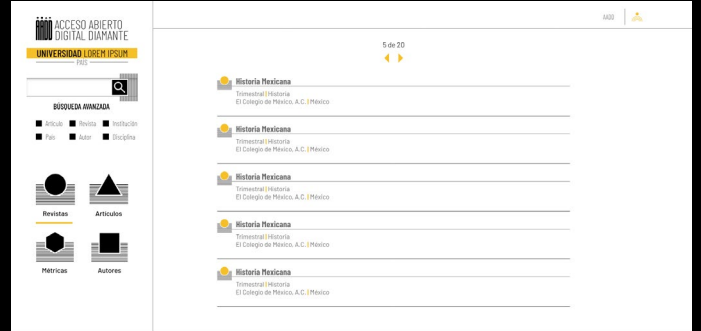 AADD ACCESO ABIERTO
DIGITAL DIAMANTE
UNIVERSIDAD LOREM IPSUM
PAÍS
BÚSQUEDA AVANZADA
Artículo Revista Institución
País Autor Disciplina
Revistas Artículos
Métricas Autores
AADD
5 de 20
Historia Mexicana
Trimestral | Historia
El Colegio de México, A.C. | México
Historia Mexicana
Trimestral | Historia
El Colegio de México, A.C. | México
Historia Mexicana
Trimestral | Historia
El Colegio de México, A.C. | México
Historia Mexicana
Trimestral | Historia
El Colegio de México, A.C. | México
Historia Mexicana
Trimestral | Historia
El Colegio de México, A.C. | México